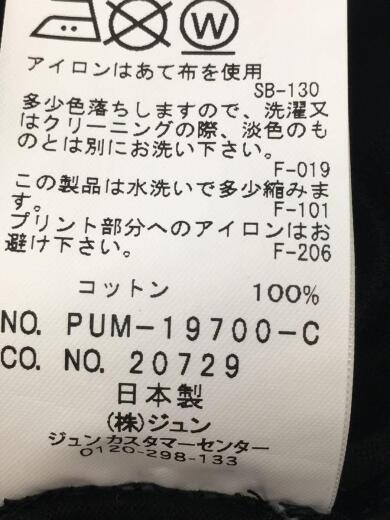 W
アイロンはあて布を使用
SB-130
多少色落ちしますので、洗濯又
はクリーニングの際、淡色のも
のとは別にお洗い下さい。
F-019
この製品は水洗いで多少縮みま
す。
F-101
プリント部分へのアイロンはお
避け下さい。
F-206
コットン 100%
NO. PUM-19700-C
CO. NO. 20729
日本製
(株)ジュン
ジュン カスタマーセンター
0120-298-133